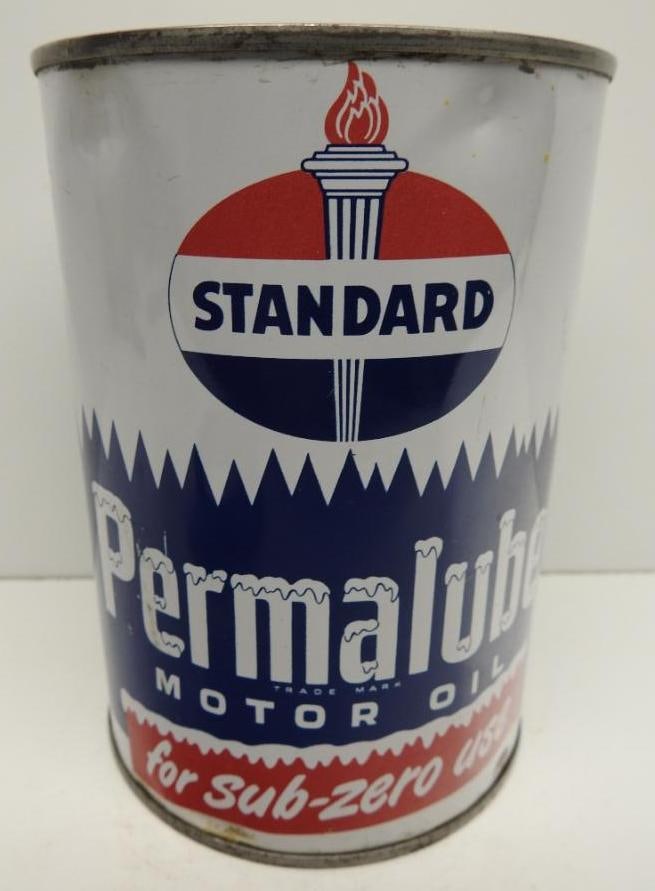 STANDARD
Permalube
TRADE MARK
MOTOR OIL
for sub-zero use